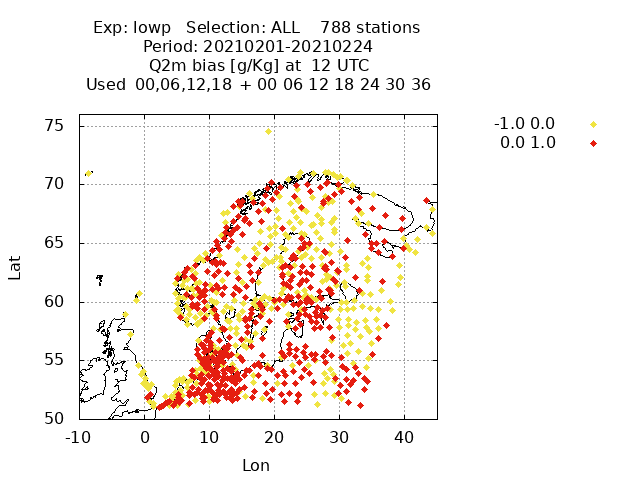 Exp: lowp   Selection: ALL    788 stations
Period: 20210201-20210224
Q2m bias [g/Kg] at  12 UTC
Used  00,06,12,18 + 00 06 12 18 24 30 36
-1.0 0.0
0.0 1.0
75
70
65
60
55
50
Lat
-10 0 10 20 30 40
Lon